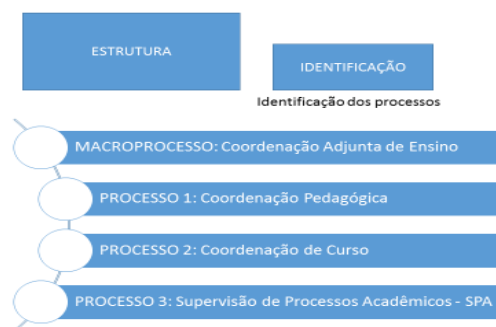 ESTRUTURA
IDENTIFICAÇÃO
Identificação dos processos
MACROPROCESSO: Coordenação Adjunta de Ensino
PROCESSO 1: Coordenação Pedagógica
PROCESSO 2: Coordenação de Curso
PROCESSO 3: Supervisão de Processos Acadêmicos - SPA